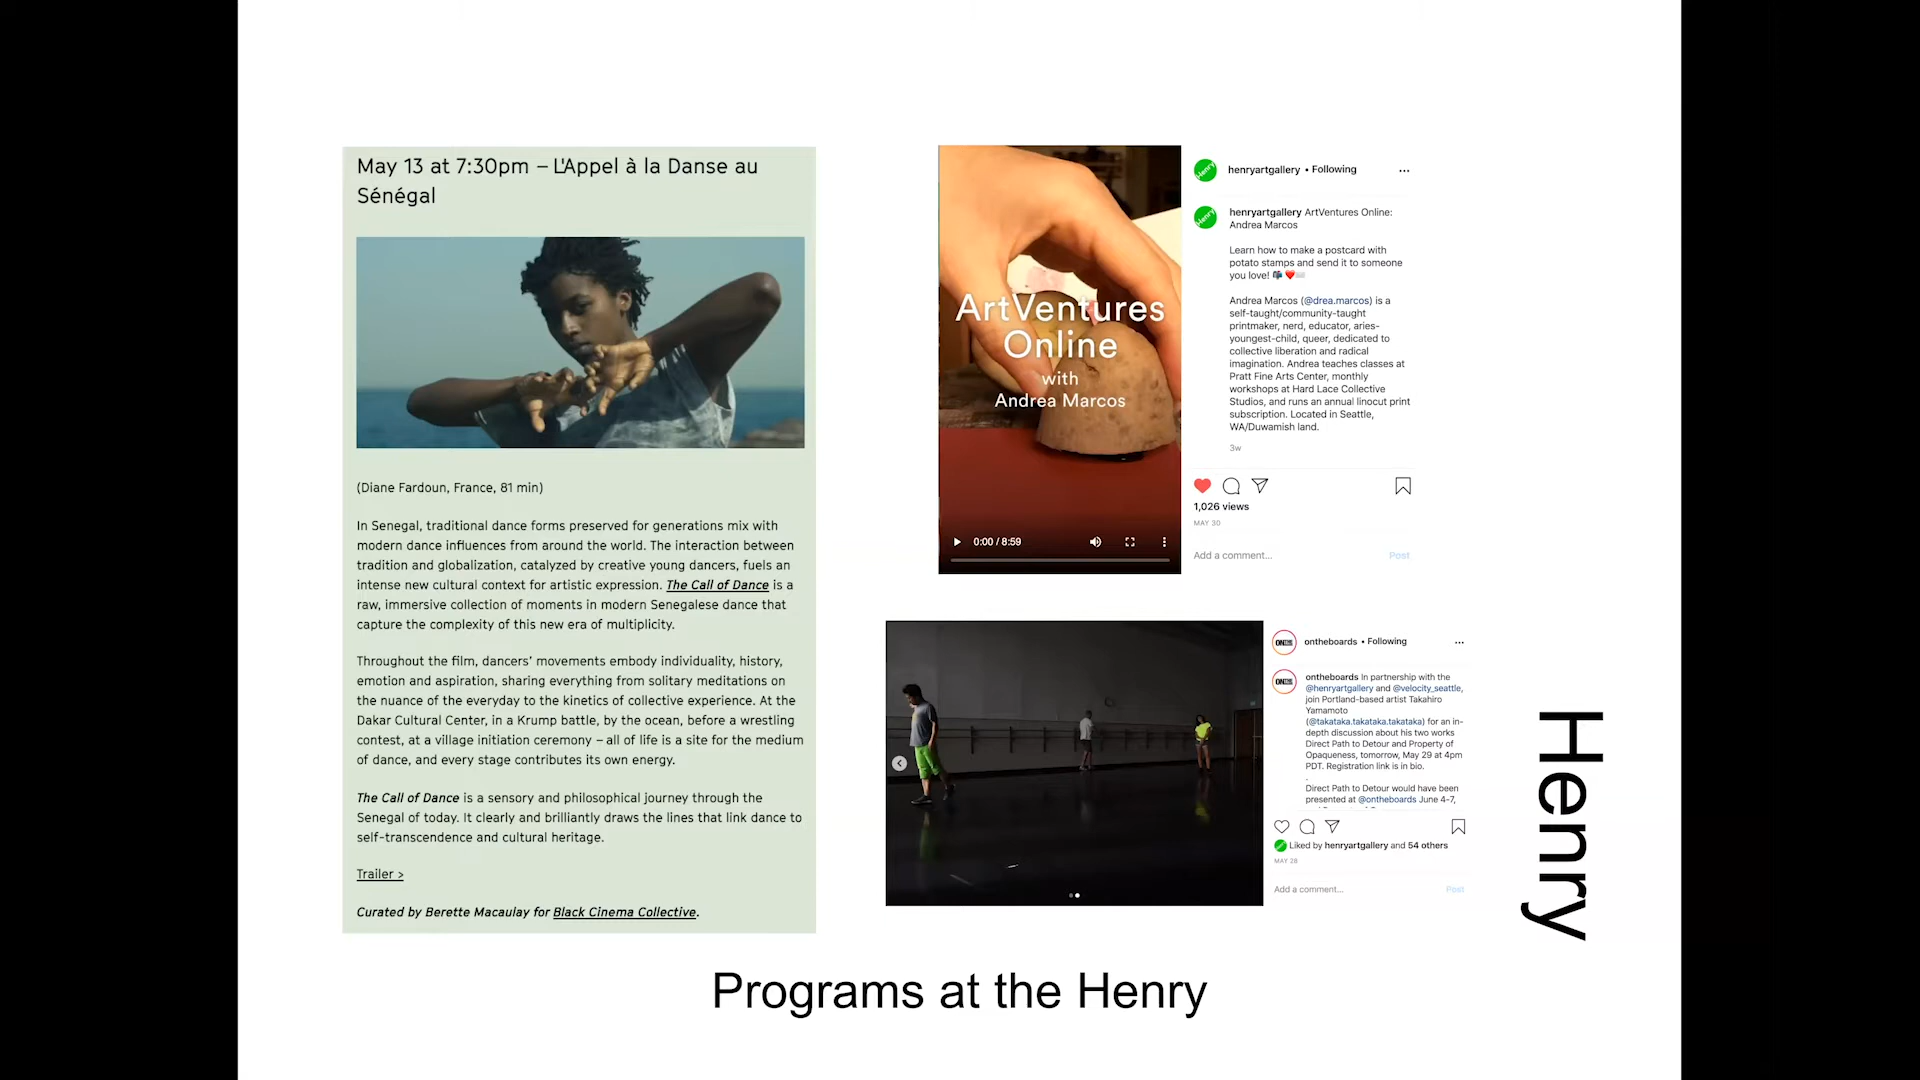 May 13 at 7:30pm – L'Appel à la Danse au
Sénégal
(Diane Fardoun, France, 81 min)
In Senegal, traditional dance forms preserved for generations mix with
modern dance influences from around the world. The interaction between
tradition and globalization, catalyzed by creative young dancers, fuels an
intense new cultural context for artistic expression. The Call of Dance is a
raw, immersive collection of moments in modern Senegalese dance that
capture the complexity of this new era of multiplicity.
Throughout the film, dancers’ movements embody individuality, history,
emotion and aspiration, sharing everything from solitary meditations on
the nuance of the everyday to the kinetics of collective experience. At the
Dakar Cultural Center, in a Krump battle, by the ocean, before a wrestling
contest, at a village initiation ceremony – all of life is a site for the medium
of dance, and every stage contributes its own energy.
The Call of Dance is a sensory and philosophical journey through the
Senegal of today. It clearly and brilliantly draws the lines that link dance to
self-transcendence and cultural heritage.
Trailer >
Curated by Berette Macaulay for Black Cinema Collective.
ArtVentures
Online
with
Andrea Marcos
0:00 / 8:59
Henry
henryartgallery • Following
Henry
henryartgallery ArtVentures Online:
Andrea Marcos
Learn how to make a postcard with
potato stamps and send it to someone
you love!
Andrea Marcos (@drea.marcos) is a
self-taught/community-taught
printmaker, nerd, educator, aries-
youngest-child, queer, dedicated to
collective liberation and radical
imagination. Andrea teaches classes at
Pratt Fine Arts Center, monthly
workshops at Hard Lace Collective
Studios, and runs an annual linocut print
subscription. Located in Seattle,
WA/Duwamish land.
3w
1,026 views
MAY 30
Add a comment...
Post
ontheboards • Following
ontheboards In partnership with the
@henryartgallery and @velocity_seattle,
join Portland-based artist Takahiro
Yamamoto
(@takataka.takataka.takataka) for an in-
depth discussion about his two works
Direct Path to Detour and Property of
Opaqueness, tomorrow, May 29 at 4pm
PDT. Registration link is in bio.
.
Direct Path to Detour would have been
presented at @ontheboards June 4-7,
Liked by henryartgallery and 54 others
MAY 28
Add a comment...
Post
Henry
Programs at the Henry